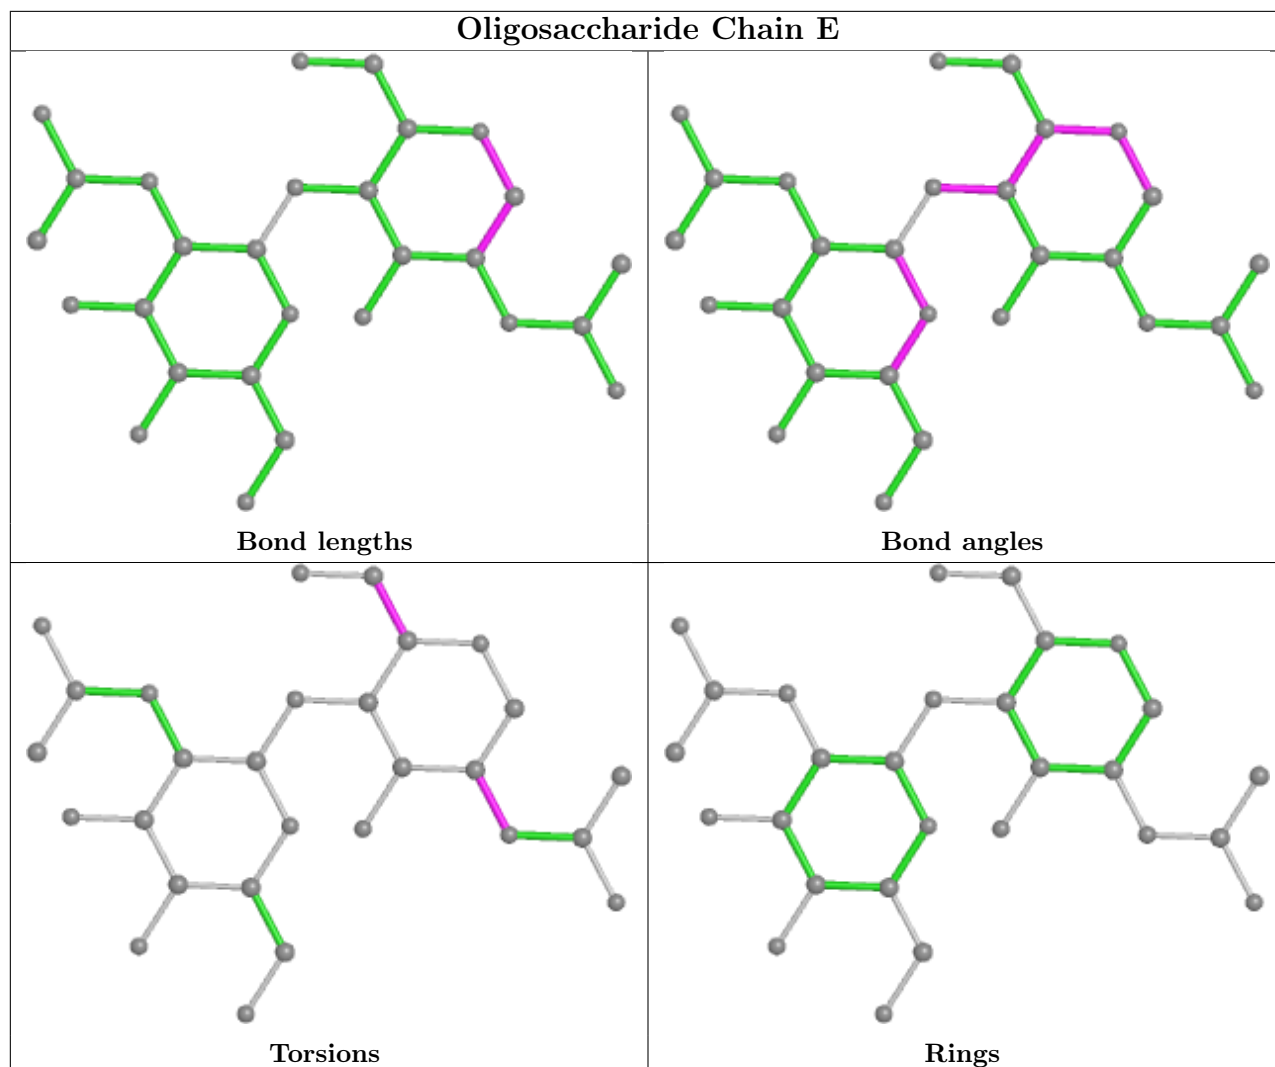 Oligosaccharide Chain E
Bond lengths
Bond angles
Torsions
Rings